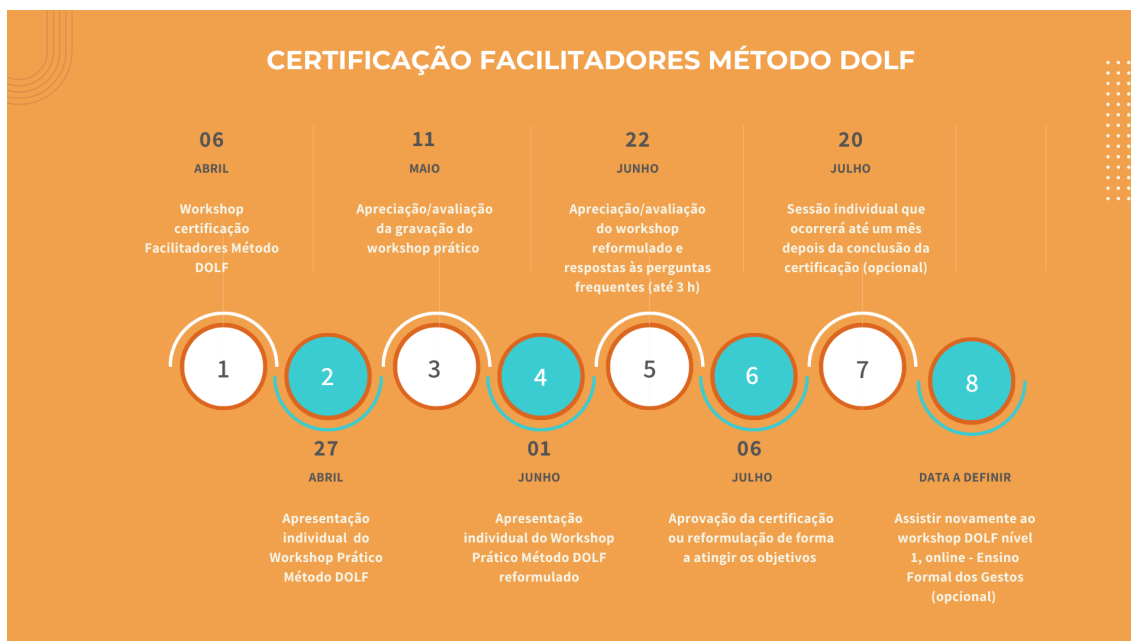 CERTIFICAÇÃO FACILITADORES MÉTODO DOLF
06
ABRIL
Workshop
certificação
Facilitadores Método
DOLF
11
MAIO
Apreciação/avaliação
da gravação do
workshop prático
22
JUNHO
Apreciação/avaliação
do workshop
reformulado e
respostas às perguntas
frequentes (até 3 h)
20
JULHO
Sessão individual que
ocorrerá até um mês
depois da conclusão da
certificação (opcional)
1
2
3
4
5
6
7
8
27
ABRIL
Apresentação
individual do
Workshop Prático
Método DOLF
01
JUNHO
Apresentação
individual do Workshop
Prático Método DOLF
reformulado
06
JULHO
Aprovação da certificação
ou reformulação de forma
a atingir os objetivos
DATA A DEFINIR
Assistir novamente ao
workshop DOLF nível
1, online - Ensino
Formal dos Gestos
(opcional)